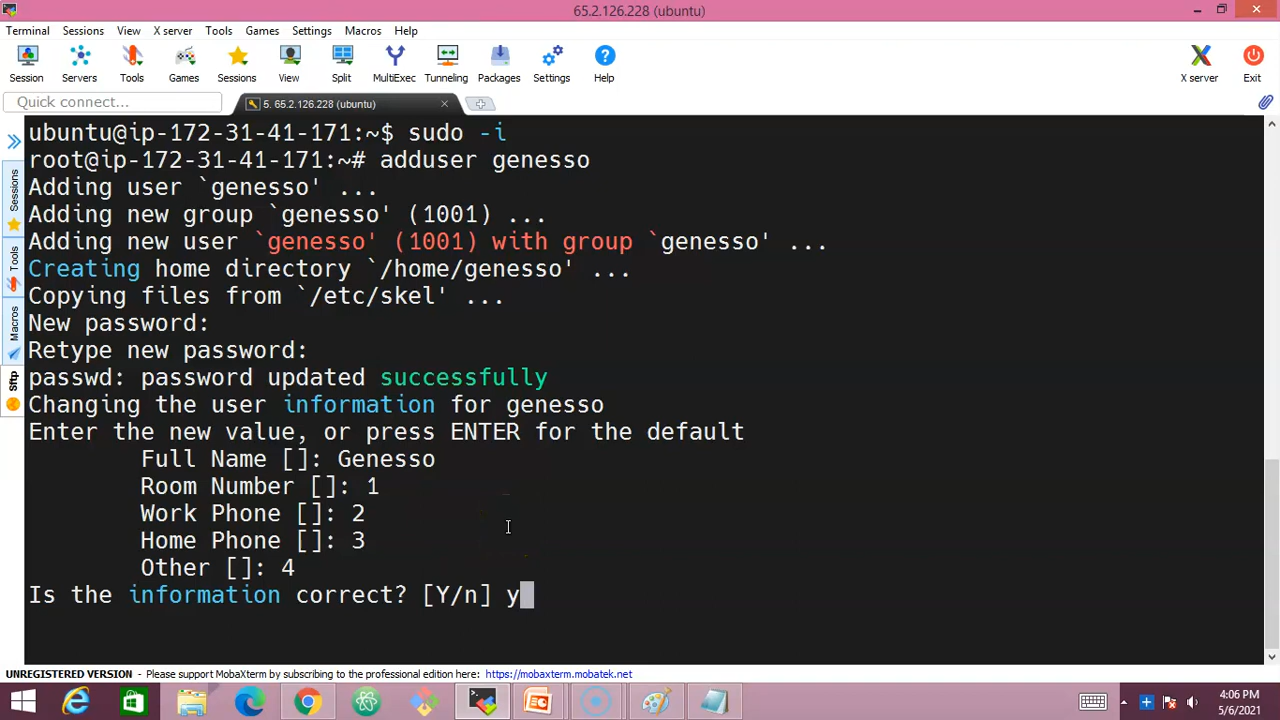 65.2.126.228 (ubuntu)
Terminal Sessions View X server Tools Games Settings Macros Help
Session Servers Tools Games Sessions View Split MultiExec Tunneling Packages Settings Help X server Exit
Quick connect... 5. 65.2.126.228 (ubuntu)
Sessions
Tools
Macros
Sftp
ubuntu@ip-172-31-41-171:~$ sudo -i
root@ip-172-31-41-171:~# adduser genesso
Adding user `genesso' ...
Adding new group `genesso' (1001) ...
Adding new user `genesso' (1001) with group `genesso' ...
Creating home directory `/home/genesso' ...
Copying files from `/etc/skel' ...
New password:
Retype new password:
passwd: password updated successfully
Changing the user information for genesso
Enter the new value, or press ENTER for the default
Full Name []: Genesso
Room Number []: 1
Work Phone []: 2
Home Phone []: 3
Other []: 4
Is the information correct? [Y/n] y
UNREGISTERED VERSION - Please support MobaXterm by subscribing to the professional edition here: https://mobaxterm.mobatek.net
4:06 PM
5/6/2021